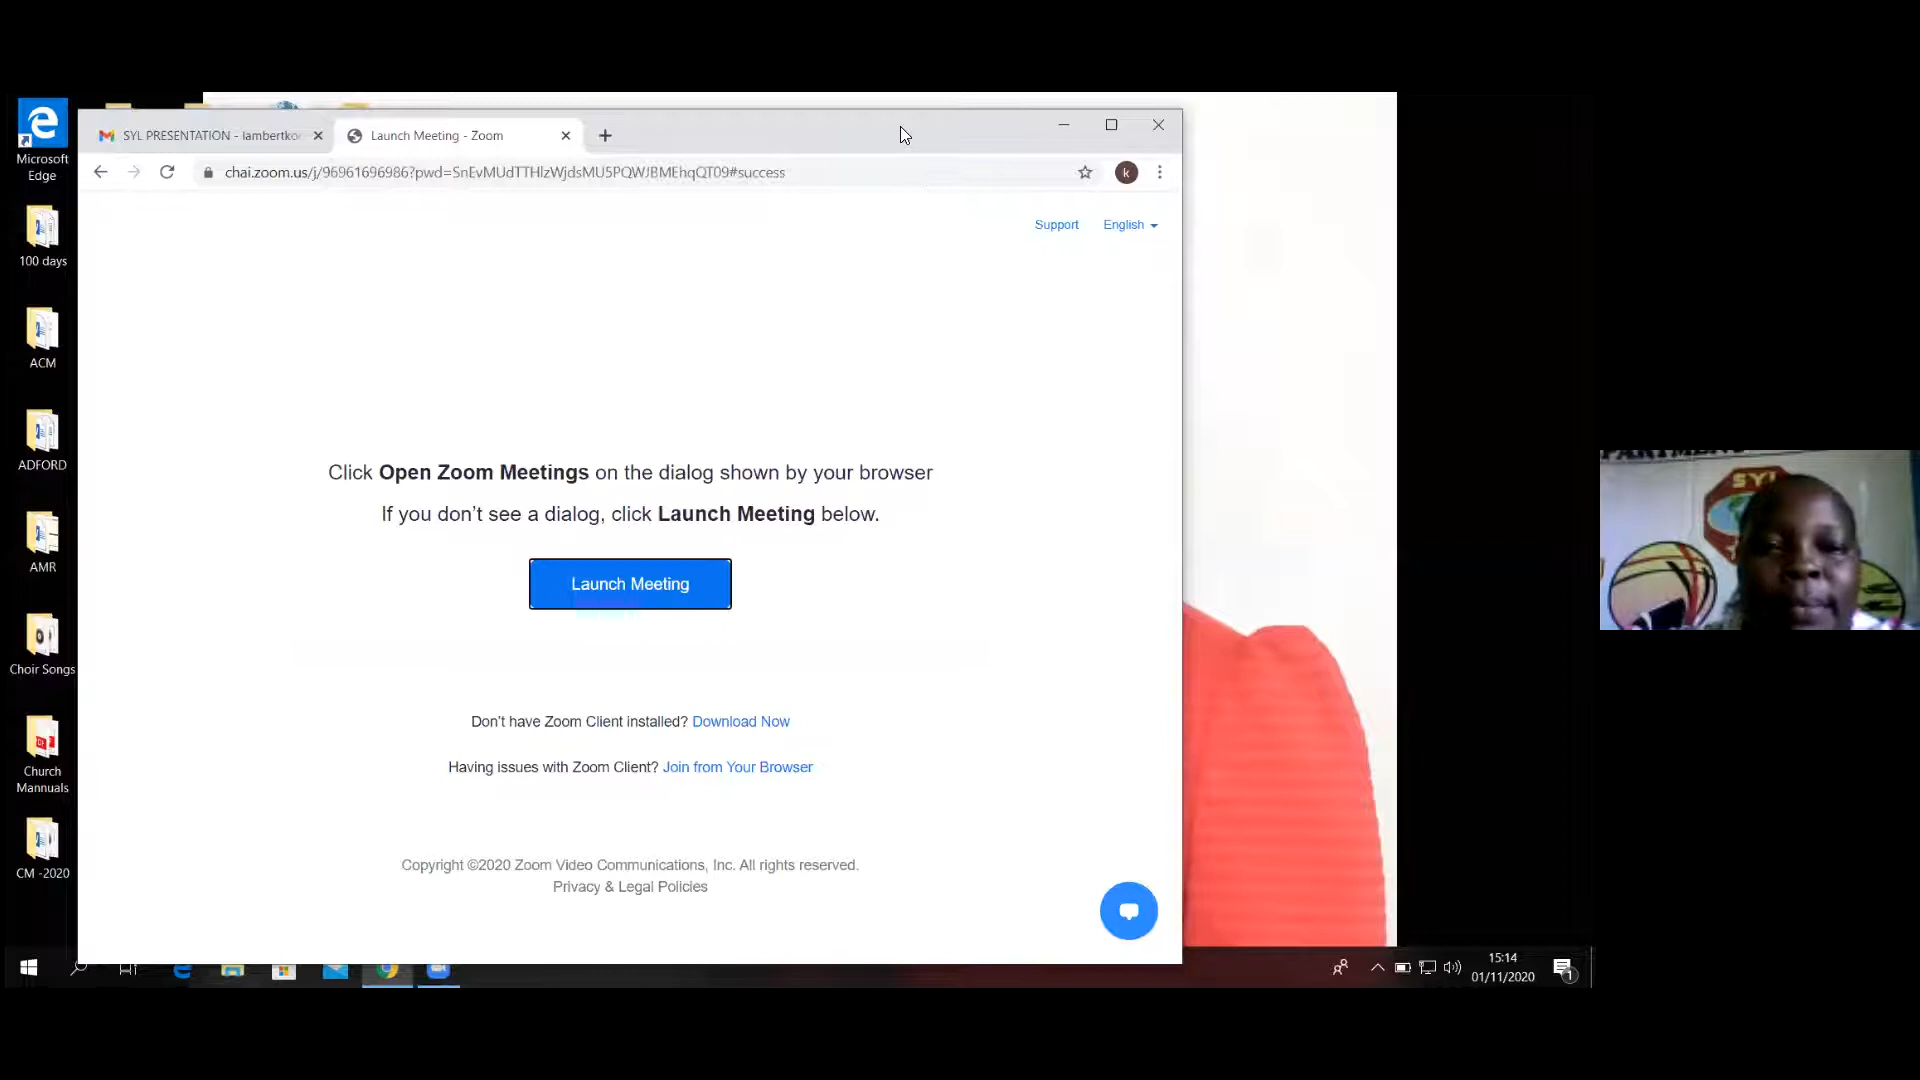 Microsoft
Edge
100 days
ACM
ADFORD
AMR
Choir Songs
Church
Mannuals
CM -2020
SYL PRESENTATION - lambertko
Launch Meeting - Zoom
chai.zoom.us/j/96961696986?pwd=SnEvMUdTTHlzWjdsMU5PQWJBMEhqQT09#success
k
Support
English
Click Open Zoom Meetings on the dialog shown by your browser
If you don’t see a dialog, click Launch Meeting below.
Launch Meeting
Don’t have Zoom Client installed? Download Now
Having issues with Zoom Client? Join from Your Browser
Copyright ©2020 Zoom Video Communications, Inc. All rights reserved.
Privacy & Legal Policies
15:14
01/11/2020
1
SYL